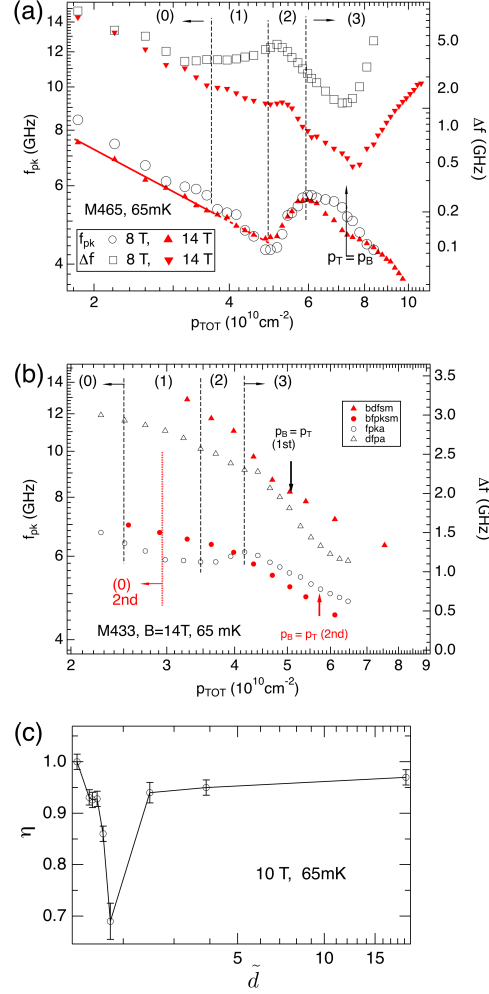 (a)
(0) (1) (2) (3)
14
12
10
8
6
4
f_pk (GHz)
5.0
2.0
1.0
0.5
0.2
0.1
Δf (GHz)
M465, 65mK
f_pk ○ 8 T, ▲ 14 T
Δf □ 8 T, ▼ 14 T
p_T = p_B
2 4 6 8 10
p_TOT (10^10 cm^-2)
(b)
(0) (1) (2) (3)
14
12
10
8
6
4
f_pk (GHz)
3.5
3.0
2.5
2.0
1.5
1.0
0.5
0.0
Δf (GHz)
▲ bdfsm
● bfpksm
○ fpka
△ dfpa
p_B = p_T
(1st)
(0)
2nd
M433, B=14T, 65 mK
p_B = p_T (2nd)
2 3 4 5 6 7 8 9
p_TOT (10^10 cm^-2)
(c)
1.0
0.9
0.8
0.7
η
10 T, 65mK
5 10 15
d̃